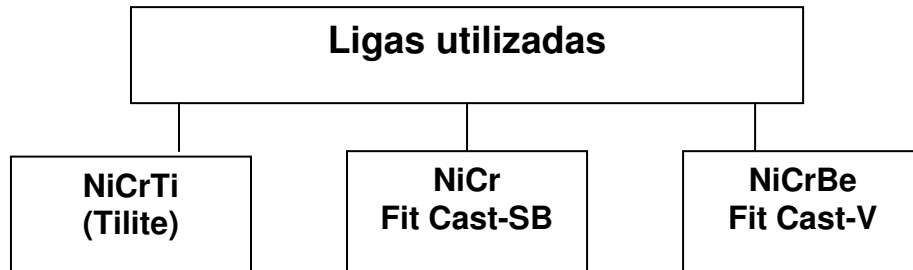 Ligas utilizadas
NiCrTi
(Tilite)
NiCr
Fit Cast-SB
NiCrBe
Fit Cast-V